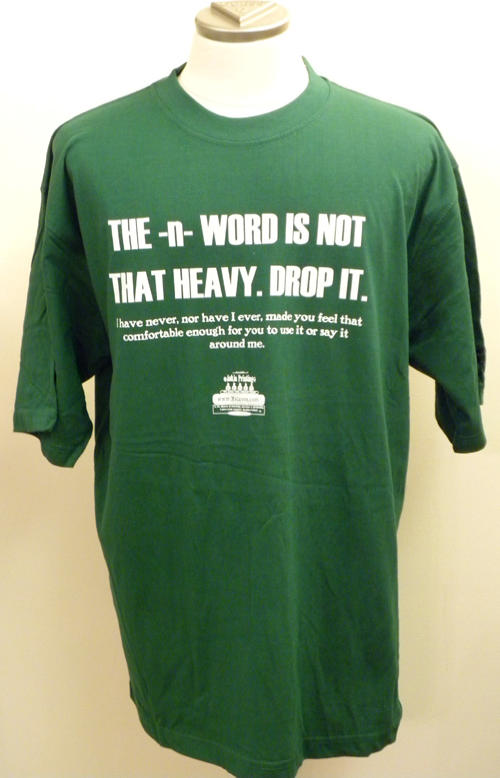 THE -n- WORD IS NOT
THAT HEAVY. DROP IT.
I have never, nor have I ever, made you feel that
comfortable enough for you to use it or say it
around me.
Printings